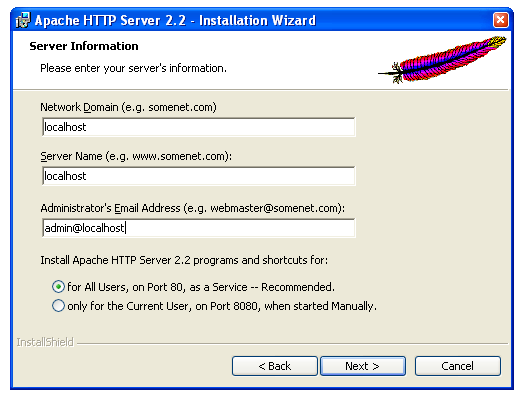 Apache HTTP Server 2.2 - Installation Wizard
Server Information
Please enter your server's information.
Network Domain (e.g. somenet.com)
localhost
Server Name (e.g. www.somenet.com):
localhost
Administrator's Email Address (e.g. webmaster@somenet.com):
admin@localhost
Install Apache HTTP Server 2.2 programs and shortcuts for:
for All Users, on Port 80, as a Service -- Recommended.
only for the Current User, on Port 8080, when started Manually.
InstallShield
< Back Next > Cancel